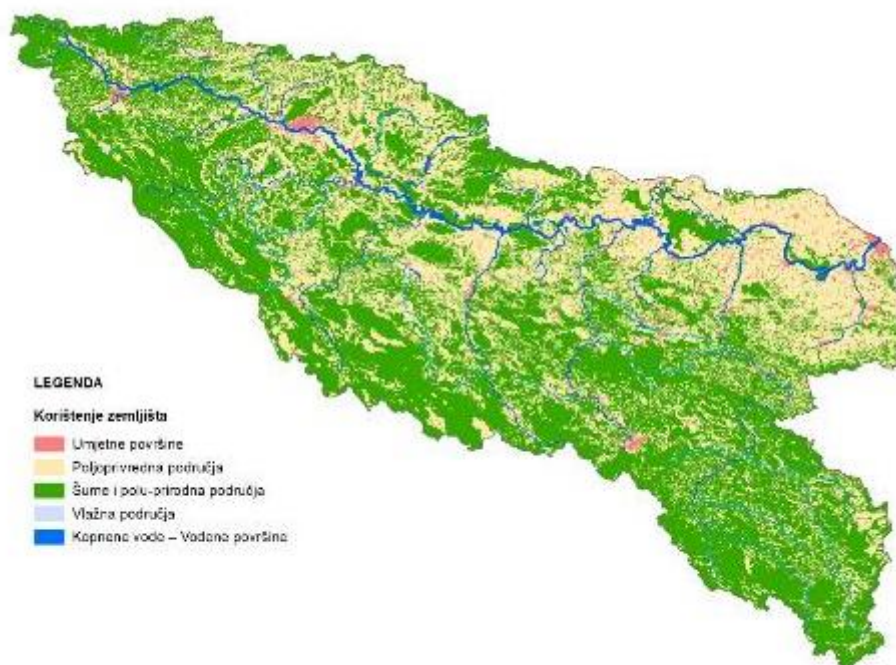 LEGENDA
Korištenje zemljišta
Umjetne površine
Poljoprivredna područja
Šume i polu-prirodna područja
Vlažna područja
Kopnene vode – Vodene površine